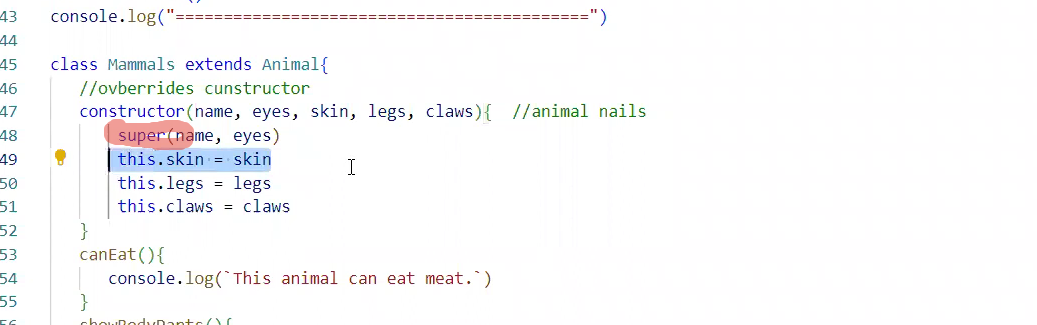 43 console.log("===========================================")
44
45 class Mammals extends Animal{
46 //ovberrides cunstructor
47 constructor(name, eyes, skin, legs, claws){ //animal nails
48 super(name, eyes)
49 this.skin = skin
50 this.legs = legs
51 this.claws = claws
52 }
53 canEat(){
54 console.log(`This animal can eat meat.`)
55 }
56